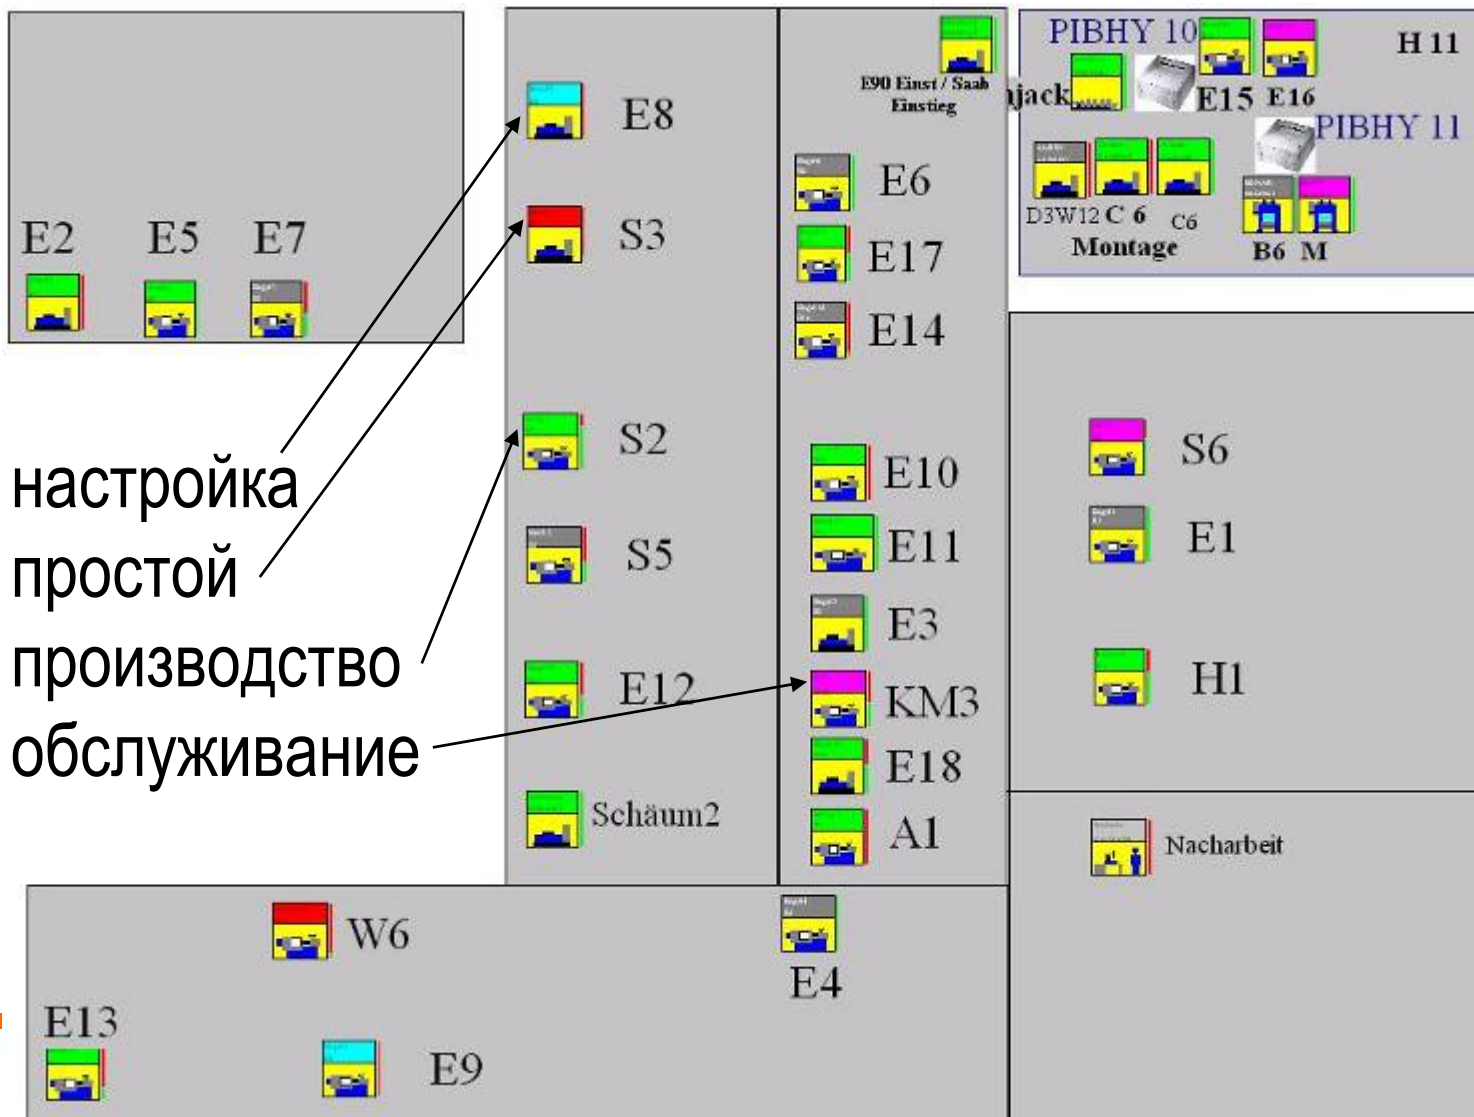 E2
E5
E7
настройка
простой
производство
обслуживание
E8
S3
S2
S5
E12
Schäum2
E90 Einst / Saab
Einstieg
E6
E17
E14
E10
E11
E3
KM3
E18
A1
PIBHY 10
H 11
E15
E16
PIBHY 11
D3W12
C 6
C6
Montage
B6
M
S6
E1
H1
Nacharbeit
W6
E4
E13
E9